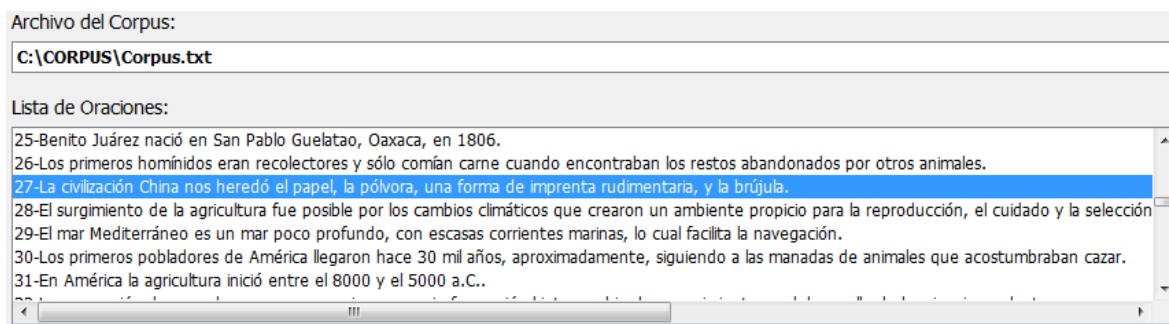 Archivo del Corpus:
C:\CORPUS\Corpus.txt
Lista de Oraciones:
25-Benito Juárez nació en San Pablo Guelatao, Oaxaca, en 1806.
26-Los primeros homínidos eran recolectores y sólo comían carne cuando encontraban los restos abandonados por otros animales.
27-La civilización China nos heredó el papel, la pólvora, una forma de imprenta rudimentaria, y la brújula.
28-El surgimiento de la agricultura fue posible por los cambios climáticos que crearon un ambiente propicio para la reproducción, el cuidado y la selección
29-El mar Mediterráneo es un mar poco profundo, con escasas corrientes marinas, lo cual facilita la navegación.
30-Los primeros pobladores de América llegaron hace 30 mil años, aproximadamente, siguiendo a las manadas de animales que acostumbraban cazar.
31-En América la agricultura inició entre el 8000 y el 5000 a.C..